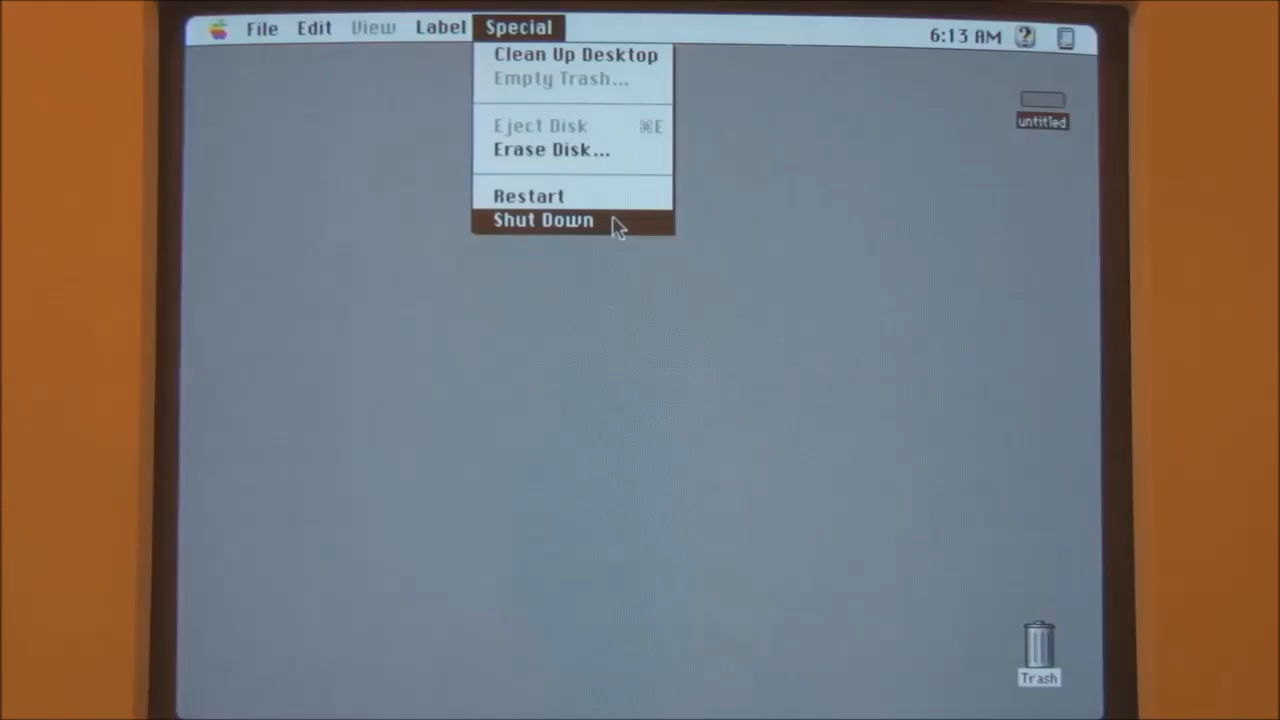 File Edit View Label Special 6:13 AM
Clean Up Desktop
Empty Trash...
Eject Disk ⌘E
Erase Disk...
Restart
Shut Down
untitled
Trash